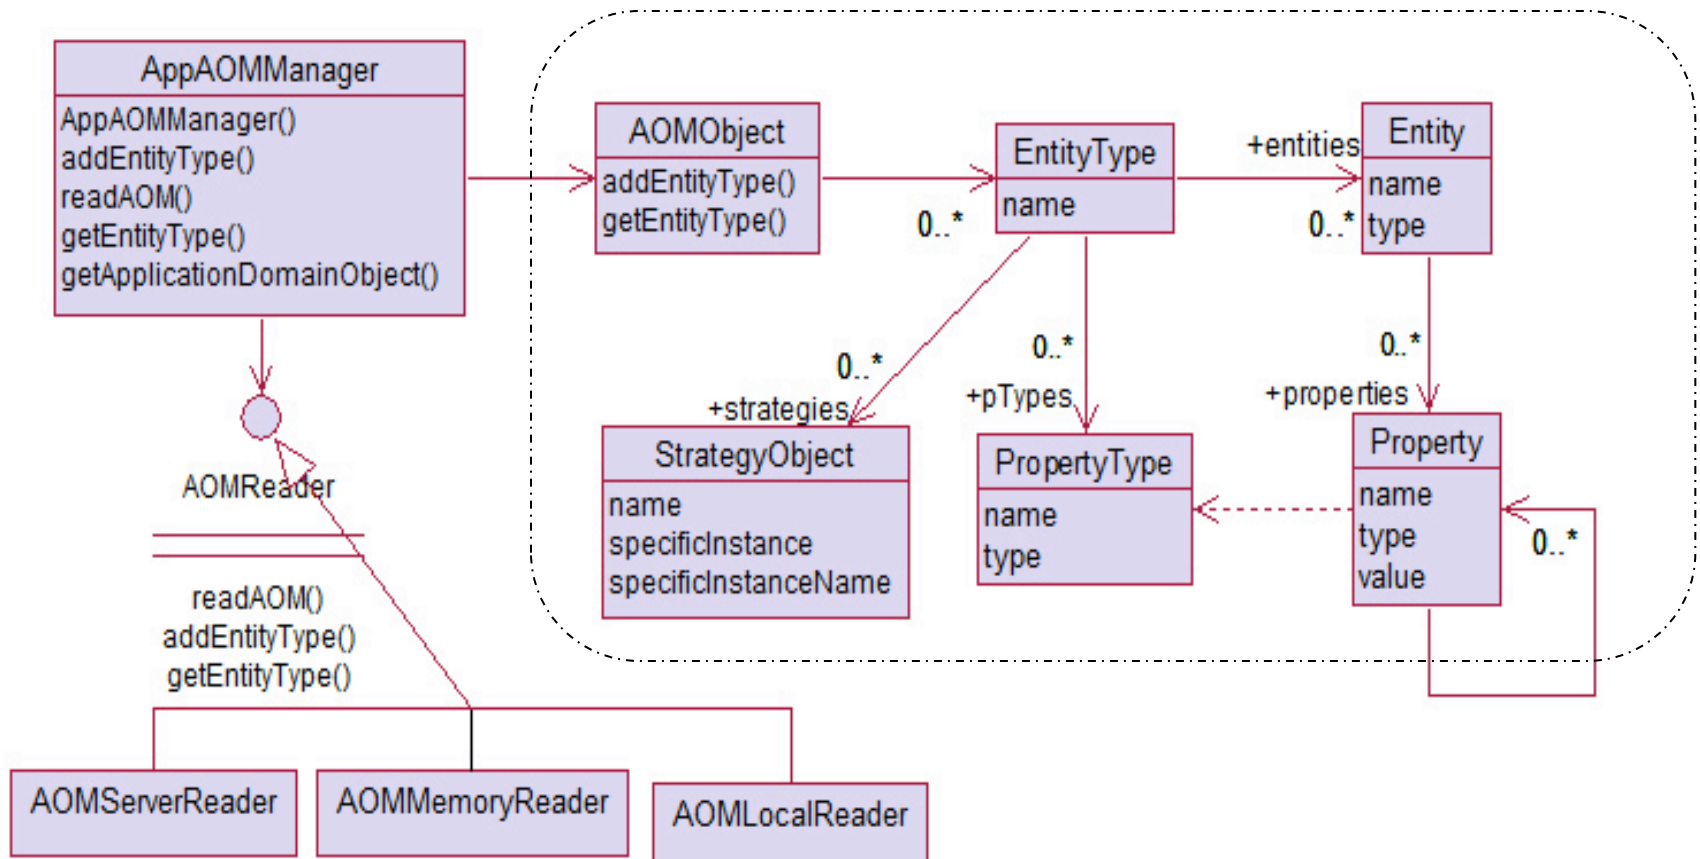 AppAOMManager
AppAOMManager()
addEntityType()
readAOM()
getEntityType()
getApplicationDomainObject()
AOMObject
addEntityType()
getEntityType()
0..*
EntityType
name
+entities
0..*
Entity
name
type
0..*
+strategies
0..*
+pTypes
0..*
+properties
StrategyObject
name
specificInstance
specificInstanceName
PropertyType
name
type
Property
name
type
value
0..*
AOMReader
readAOM()
addEntityType()
getEntityType()
AOMServerReader
AOMMemoryReader
AOMLocalReader